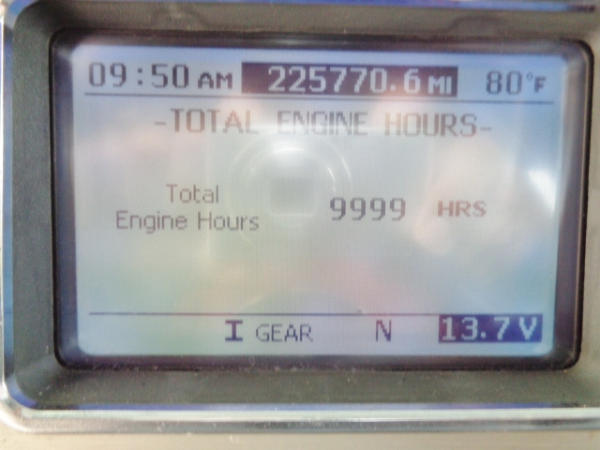 09:50 AM 225770.6 MI 80°F
-TOTAL ENGINE HOURS-
Total
Engine Hours 9999 HRS
I GEAR N 13.7 V